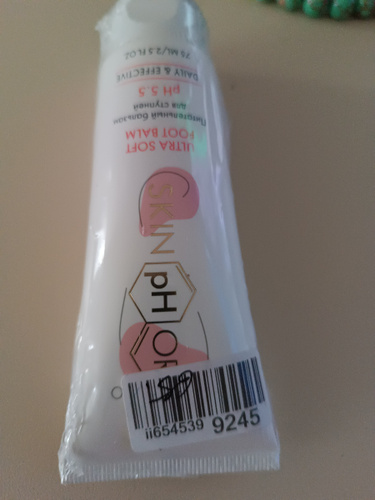 SKIN pH OR
ULTRA SOFT
FOOT BALM
Питательный бальзам
для ступней
pH 5.5
DAILY & EFFECTIVE
75 ML/2.5 FL.OZ
ii654539 9245